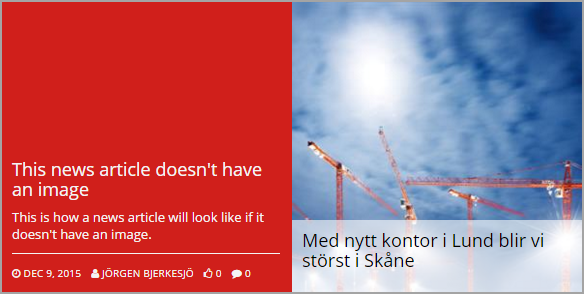 This news article doesn't have
an image
This is how a news article will look like if it
doesn't have an image.
DEC 9, 2015 JÖRGEN BJERKESJÖ 0 0
Med nytt kontor i Lund blir vi
störst i Skåne